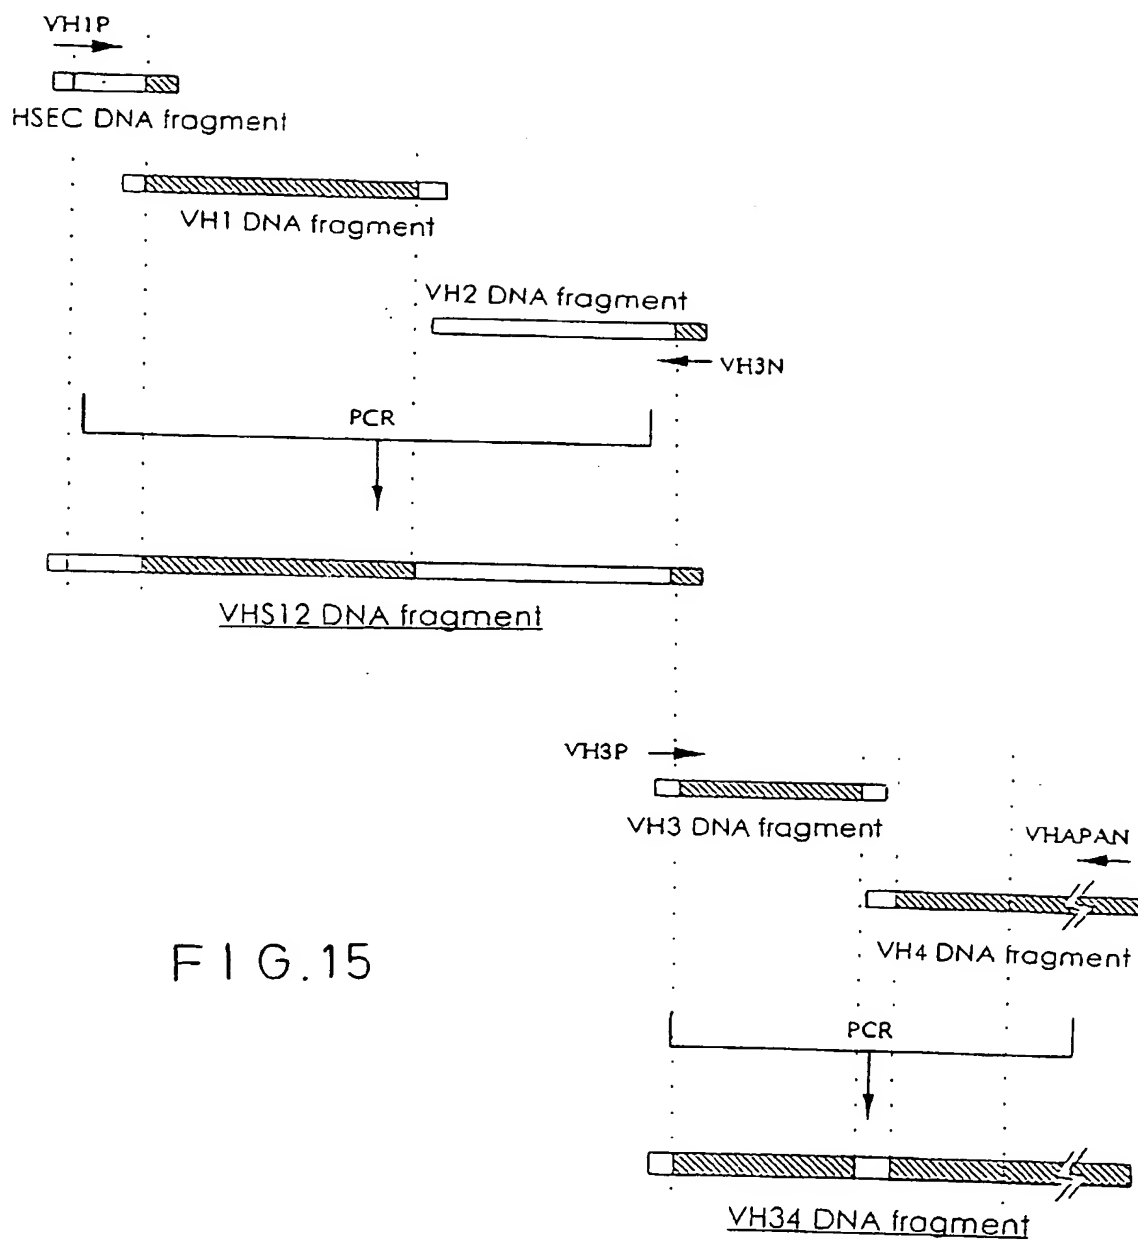 VH1P
HSEC DNA fragment
VH1 DNA fragment
VH2 DNA fragment
VH3N
PCR
VHS12 DNA fragment
VH3P
VH3 DNA fragment
VHAPAN
VH4 DNA fragment
FIG.15
PCR
VH34 DNA fragment